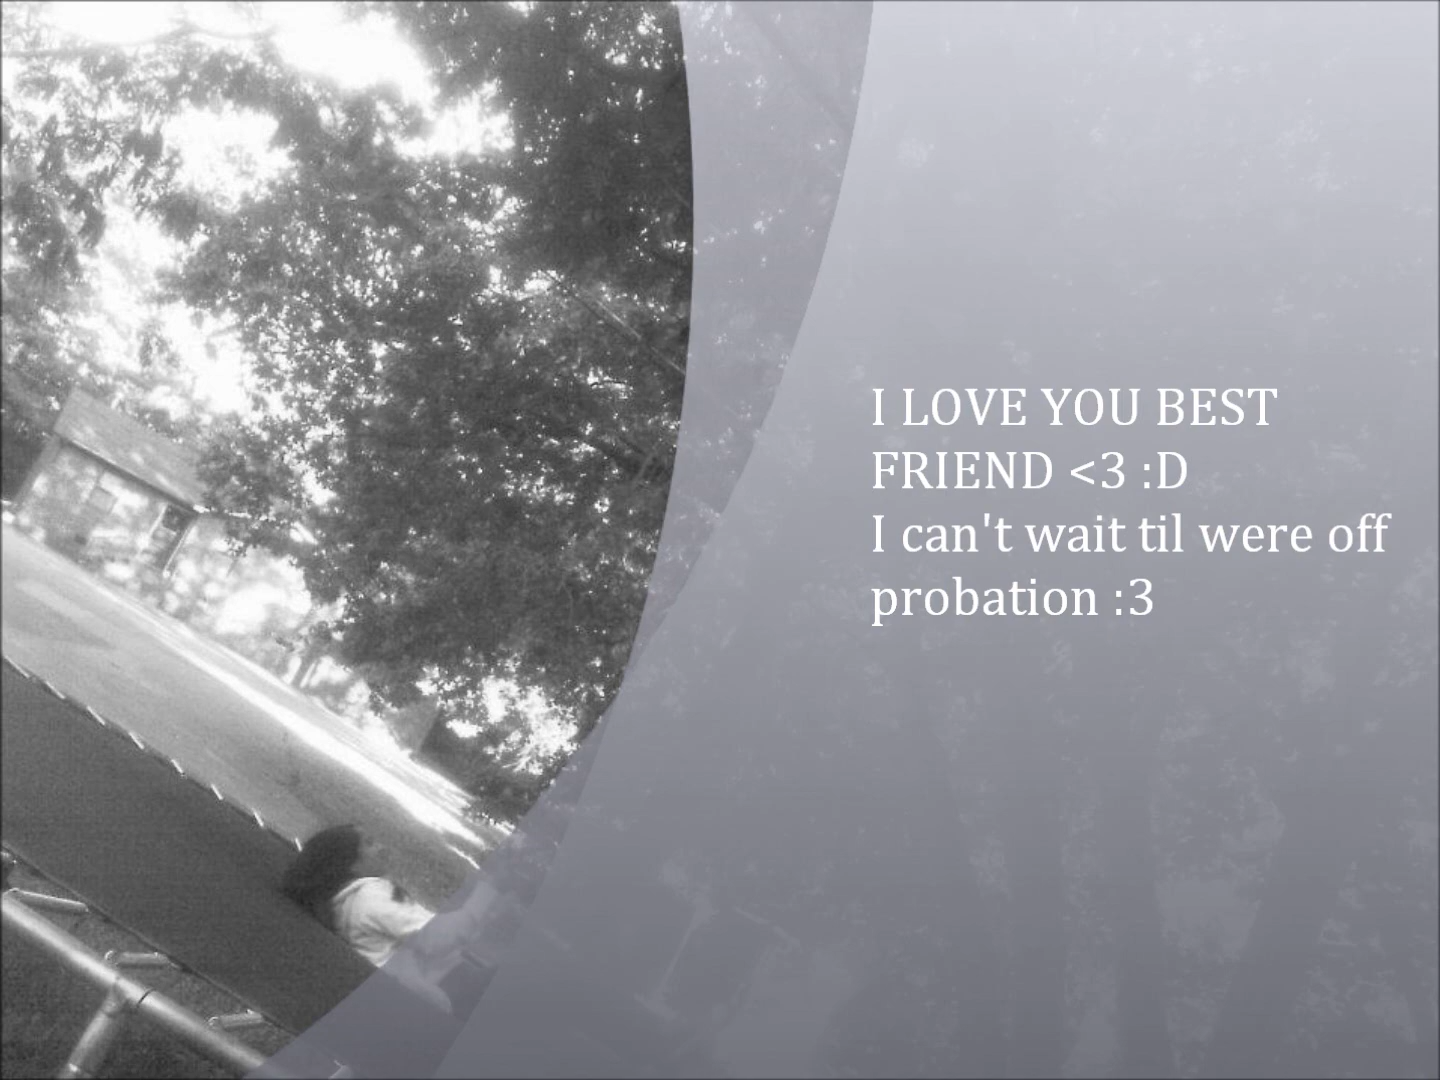 I LOVE YOU BEST
FRIEND <3 :D
I can't wait til were off
probation :3